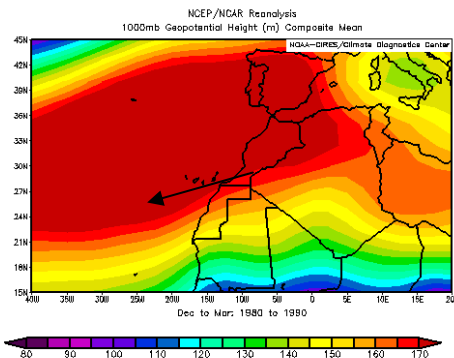 NCEP/NCAR Reanalysis
1000mb Geopotential Height (m) Composite Mean
NOAA-CIRES/Climate Diagnostics Center
45N
42N
39N
36N
33N
30N
27N
24N
21N
18N
15N
40W 35W 30W 25W 20W 15W 10W 5W 0 5E 10E 15E 20E
Dec to Mar: 1980 to 1990
80 90 100 110 120 130 140 150 160 170